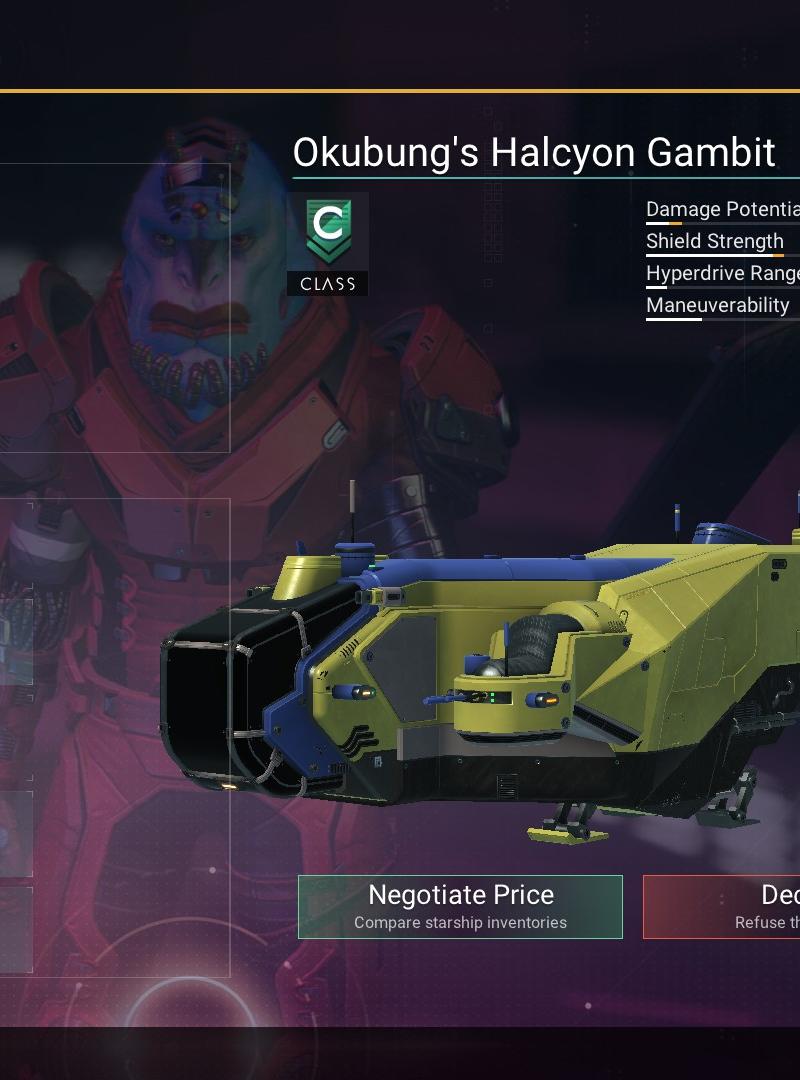 Okubung's Halcyon Gambit
C
CLASS
Damage Potentia
Shield Strength
Hyperdrive Range
Maneuverability
Negotiate Price
Compare starship inventories
Dec
Refuse th